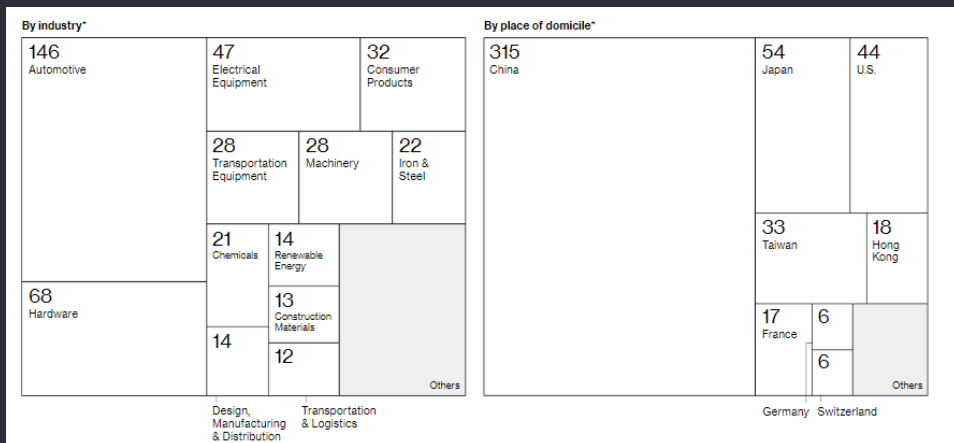 By industry*
146
Automotive
47
Electrical
Equipment
32
Consumer
Products
28
Transportation
Equipment
28
Machinery
22
Iron &
Steel
21
Chemicals
14
Renewable
Energy
13
Construction
Materials
68
Hardware
14
12
Others
Design,
Manufacturing
& Distribution
Transportation
& Logistics
By place of domicile*
315
China
54
Japan
44
U.S.
33
Taiwan
18
Hong
Kong
17
France
6
6
Others
Germany
Switzerland